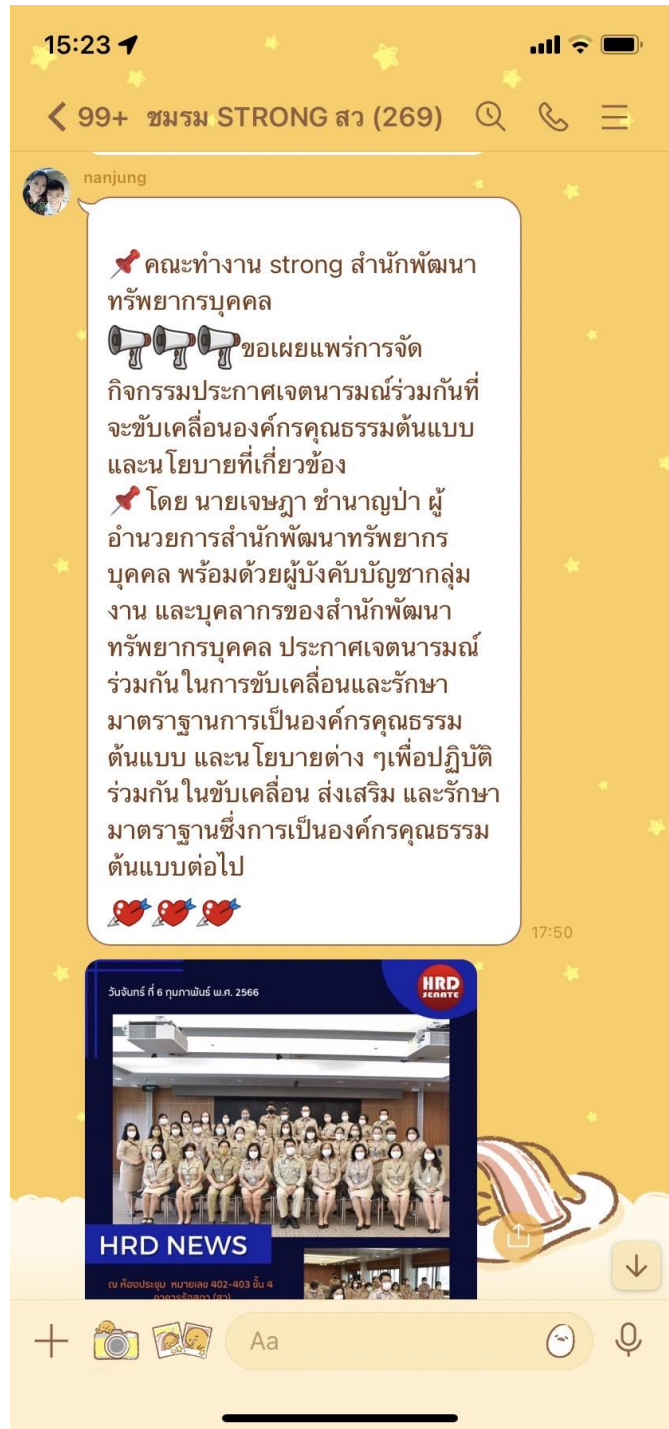 15:23
99+ ชมรม STRONG สว (269)
nanjung
คณะทำงาน strong สำนักพัฒนา
ทรัพยากรบุคคล
ขอเผยแพร่การจัด
กิจกรรมประกาศเจตนารมณ์ร่วมกันที่
จะขับเคลื่อนองค์กรคุณธรรมต้นแบบ
และนโยบายที่เกี่ยวข้อง
โดย นายเจษฎา ชำนาญป่า ผู้
อำนวยการสำนักพัฒนาทรัพยากร
บุคคล พร้อมด้วยผู้บังคับบัญชากลุ่ม
งาน และบุคลากรของสำนักพัฒนา
ทรัพยากรบุคคล ประกาศเจตนารมณ์
ร่วมกันในการขับเคลื่อนและรักษา
มาตราฐานการเป็นองค์กรคุณธรรม
ต้นแบบ และนโยบายต่าง ๆเพื่อปฏิบัติ
ร่วมกันในขับเคลื่อน ส่งเสริม และรักษา
มาตราฐานซึ่งการเป็นองค์กรคุณธรรม
ต้นแบบต่อไป
17:50
วันจันทร์ ที่ 6 กุมภาพันธ์ พ.ศ. 2566
HRD
SENATE
HRD NEWS
ณ ห้องประชุม หมายเลข 402-403 ชั้น 4
อาคารรัฐสภา (สว)
Aa